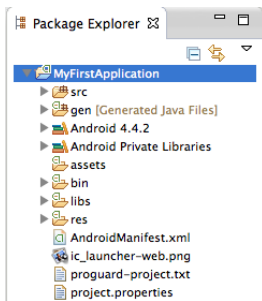 Package Explorer
MyFirstApplication
src
gen [Generated Java Files]
Android 4.4.2
Android Private Libraries
assets
bin
libs
res
AndroidManifest.xml
ic_launcher-web.png
proguard-project.txt
project.properties